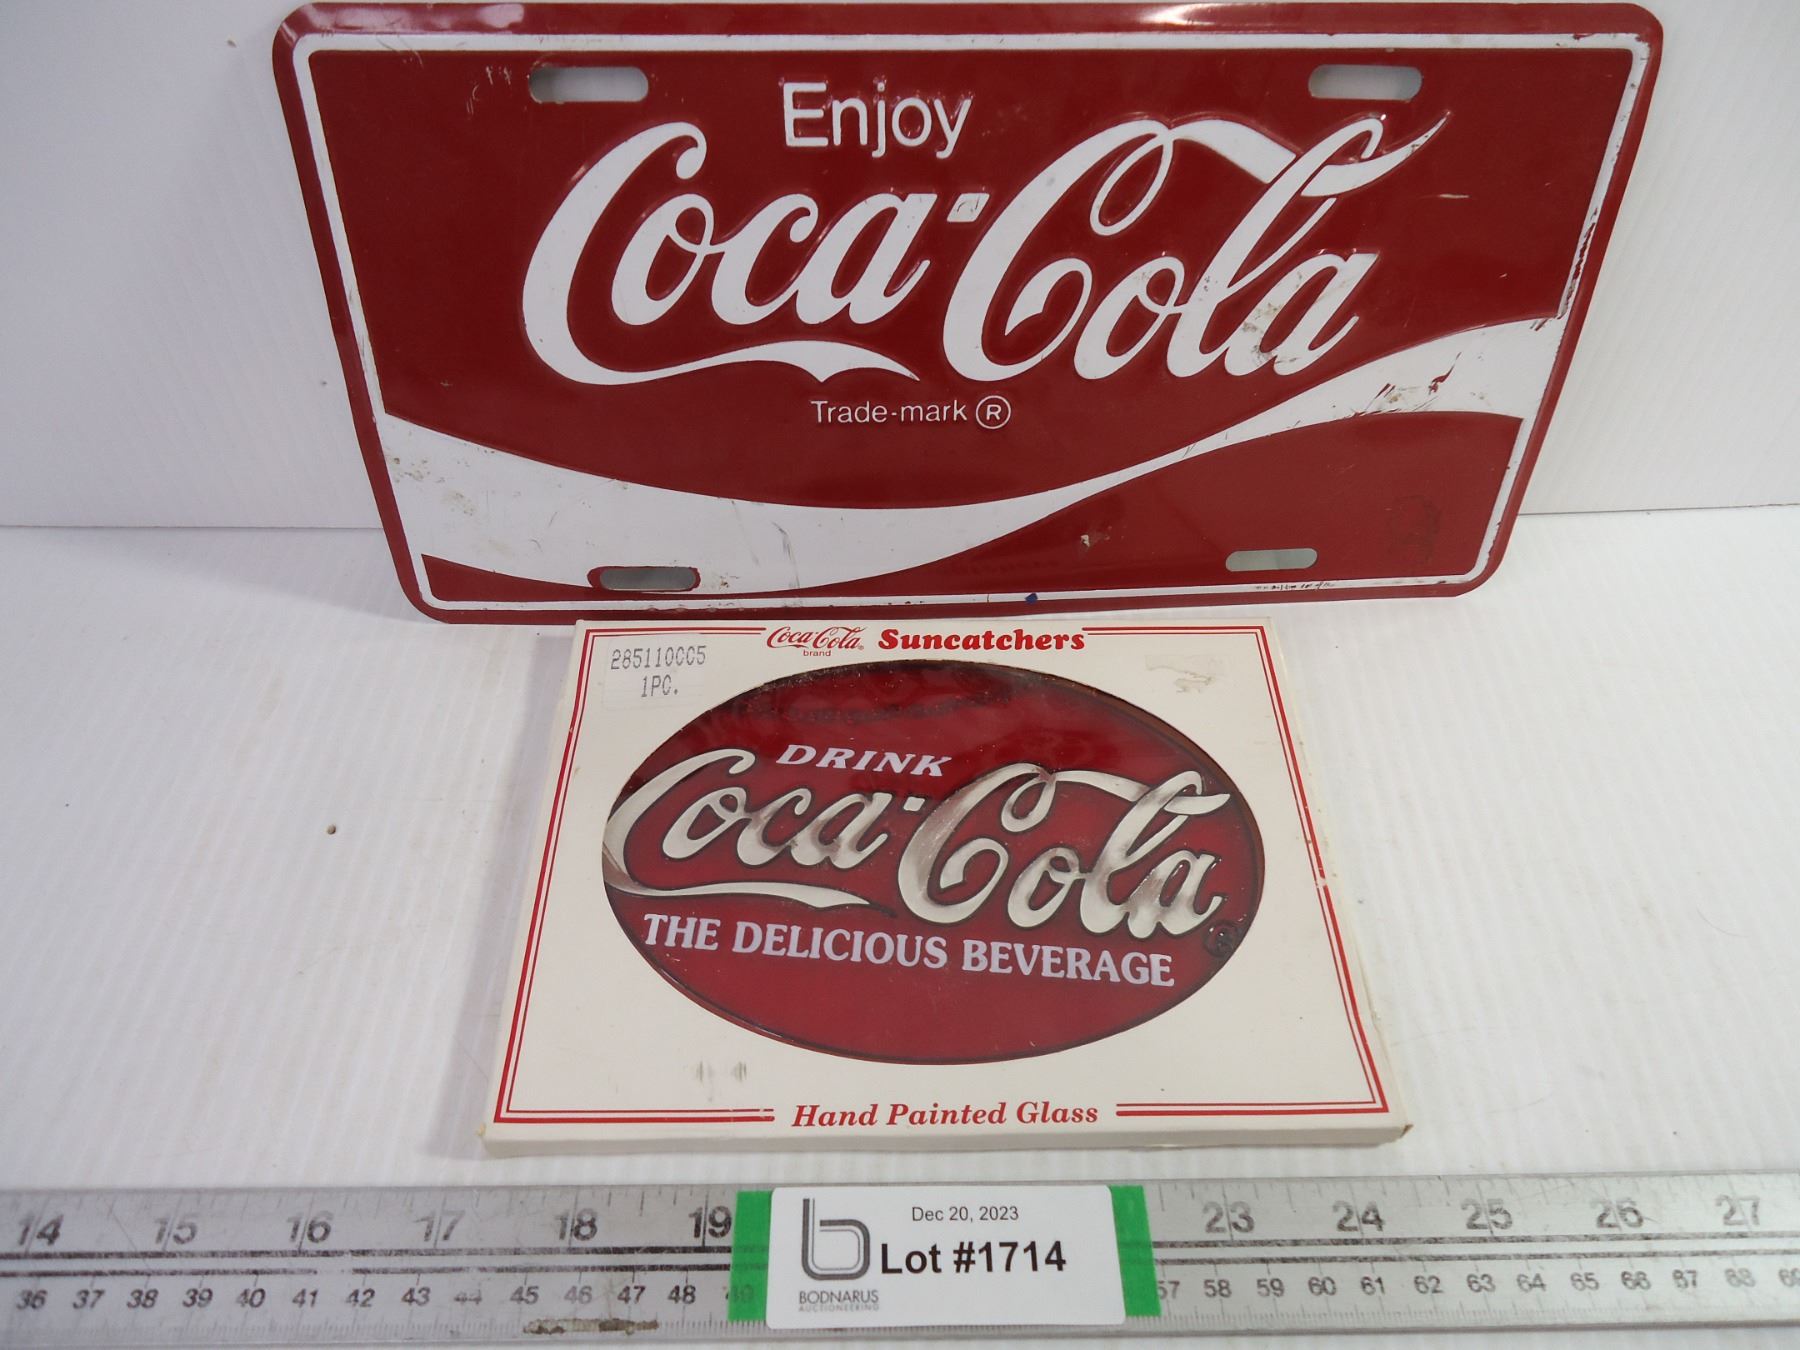 Enjoy
Coca-Cola
Trade-mark ®
Coca-Cola® Suncatchers
brand
285110005
1PC.
DRINK
Coca-Cola
®
THE DELICIOUS BEVERAGE
Hand Painted Glass
14 15 16 17 18 19 23 24 25 26 27
Dec 20, 2023
Lot #1714
BODNARUS
AUCTIONEERING
36 37 38 39 40 41 42 43 44 45 46 47 48 49 57 58 59 60 61 62 63 64 65 66 67 68 69